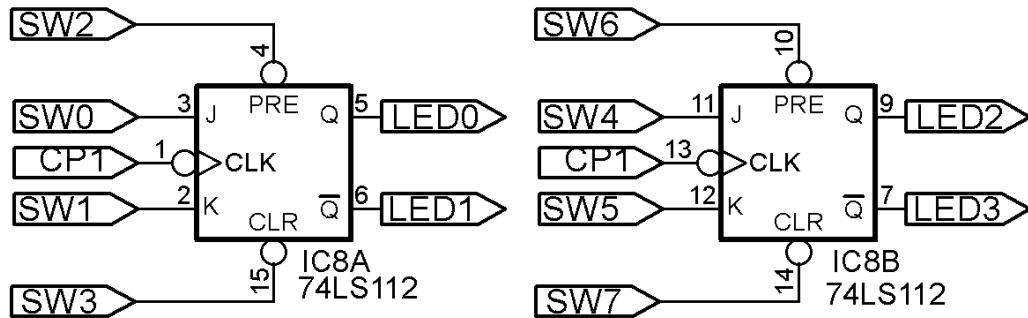 SW2
4
PRE
SW0
3
J
Q
5
LED0
CP1
1
CLK
SW1
2
K
Q
6
LED1
CLR
SW3
15
IC8A
74LS112
SW6
10
PRE
SW4
11
J
Q
9
LED2
CP1
13
CLK
SW5
12
K
Q
7
LED3
CLR
SW7
14
IC8B
74LS112